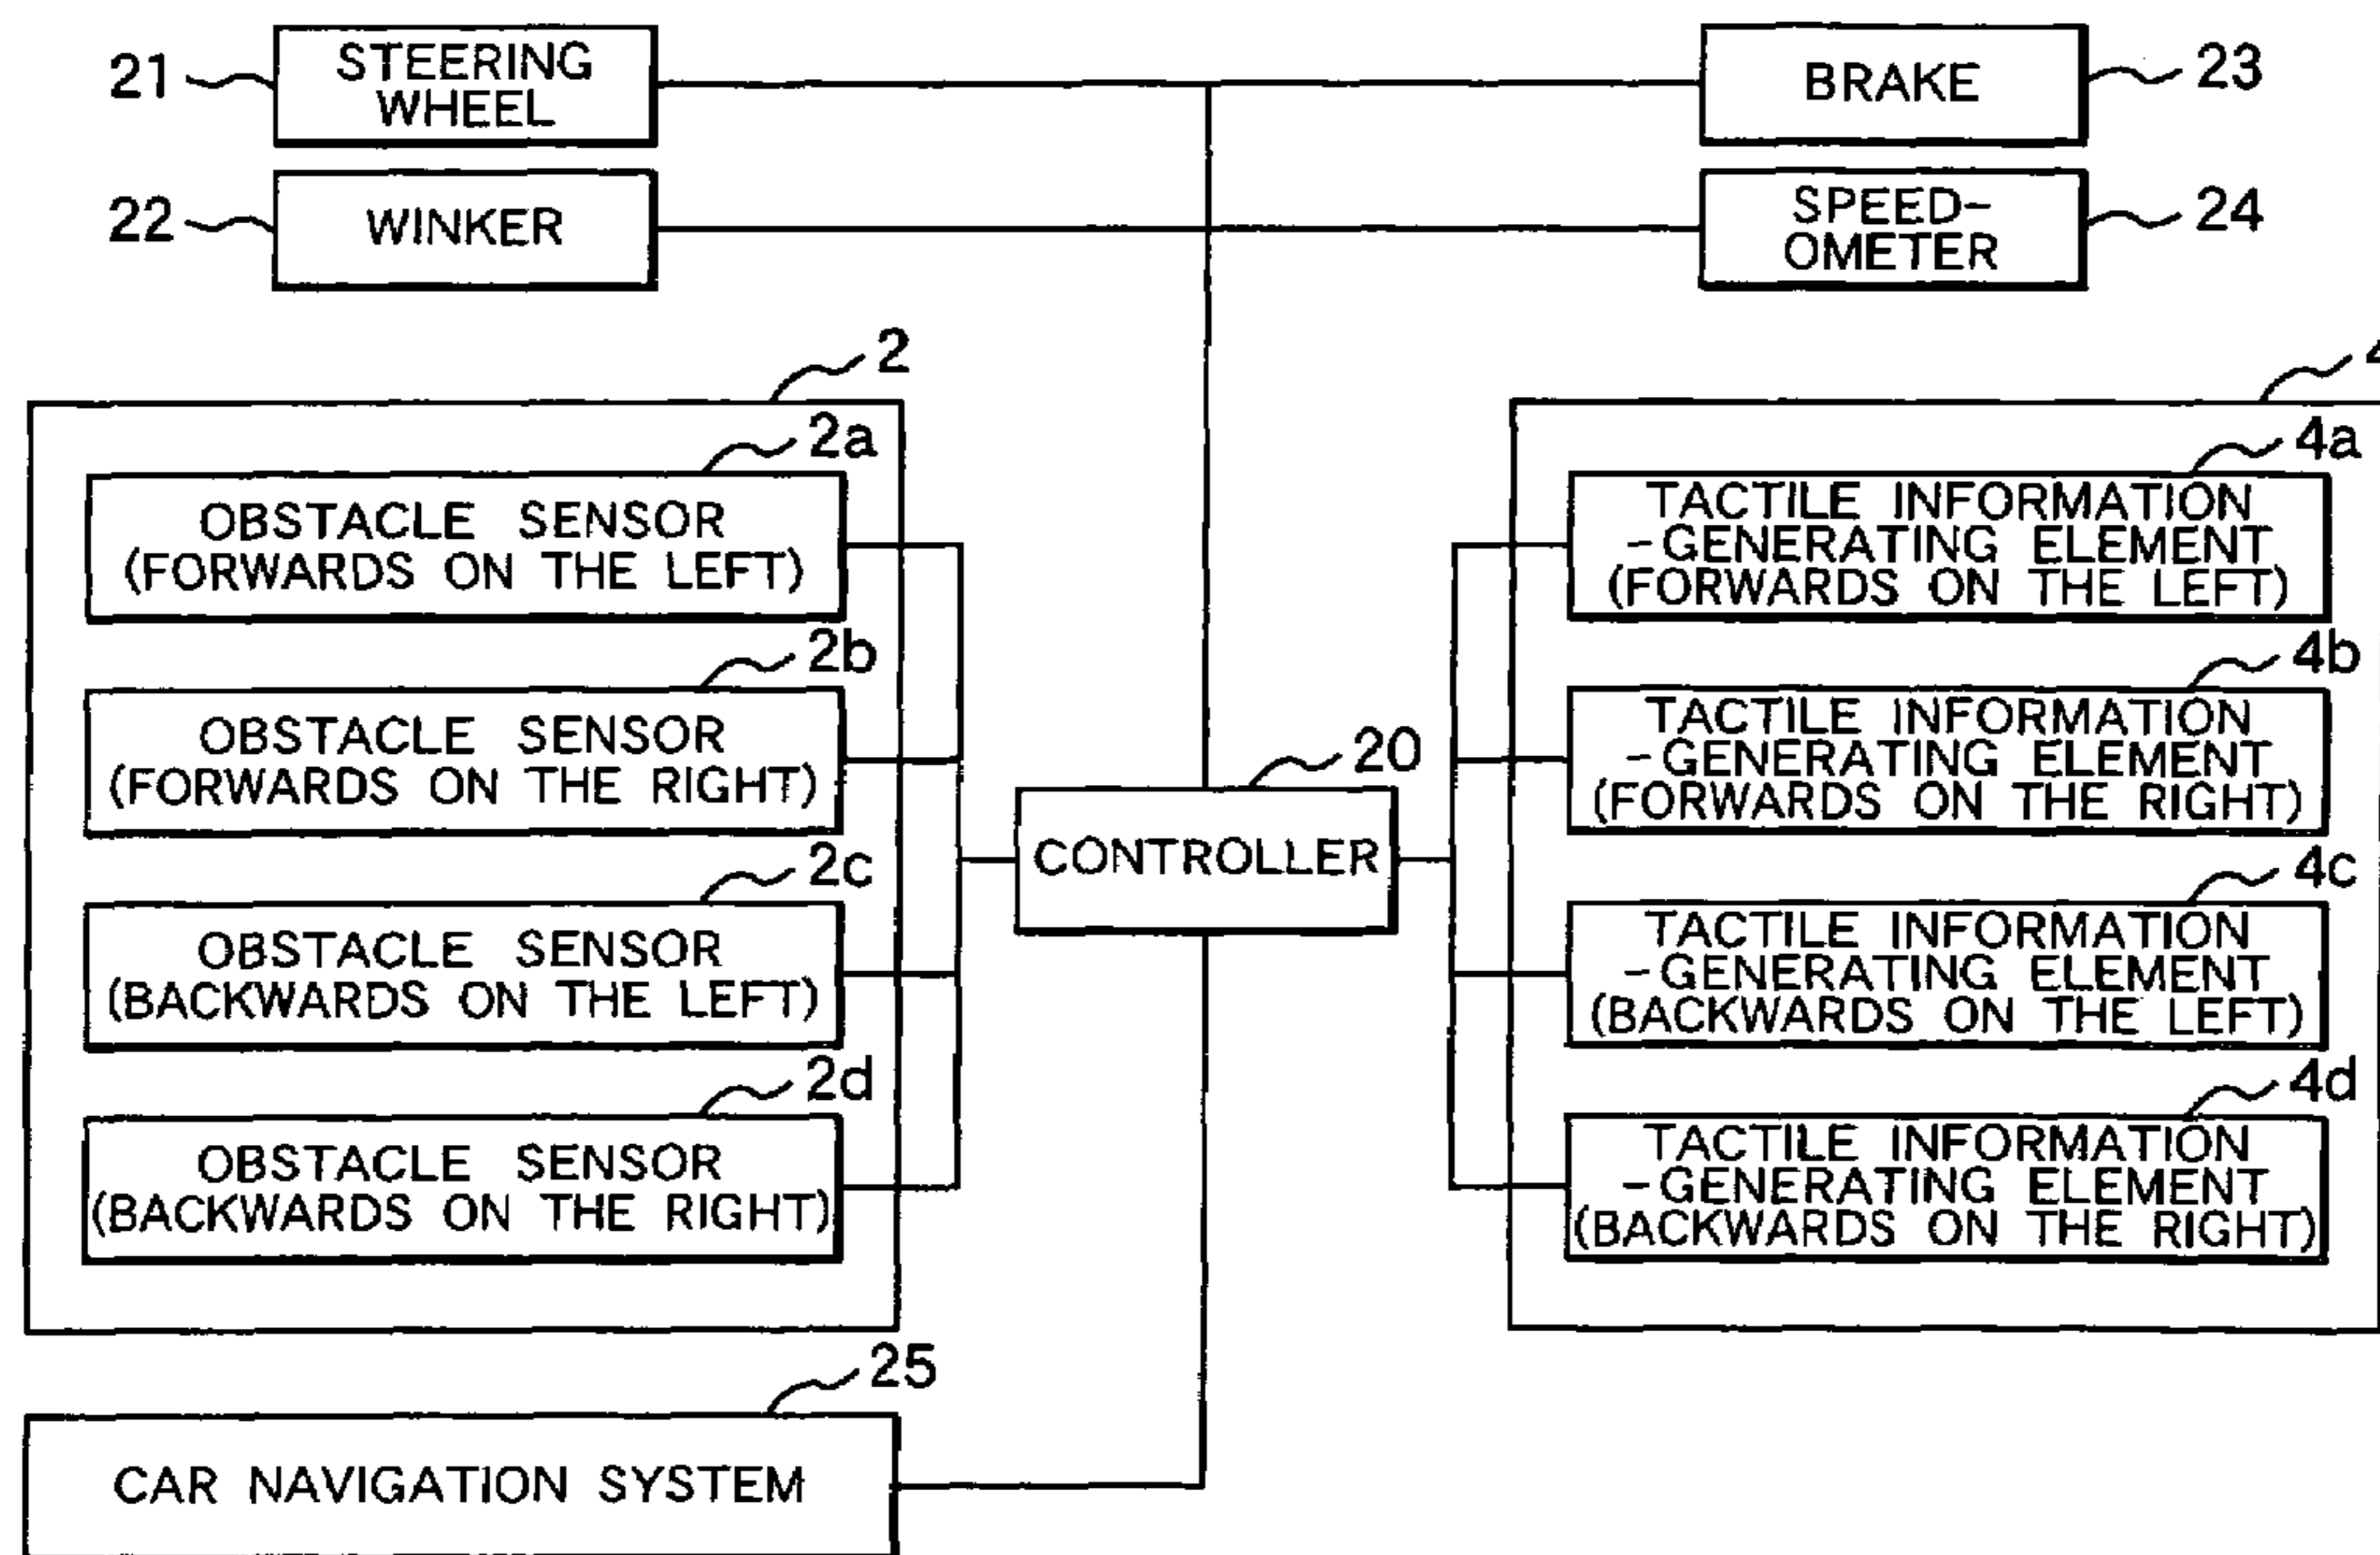 21
STEERING
WHEEL
BRAKE
23
22
WINKER
SPEED-
OMETER
24
2
4
2a
OBSTACLE SENSOR
(FORWARDS ON THE LEFT)
2b
OBSTACLE SENSOR
(FORWARDS ON THE RIGHT)
2c
OBSTACLE SENSOR
(BACKWARDS ON THE LEFT)
2d
OBSTACLE SENSOR
(BACKWARDS ON THE RIGHT)
20
CONTROLLER
4a
TACTILE INFORMATION
-GENERATING ELEMENT
(FORWARDS ON THE LEFT)
4b
TACTILE INFORMATION
-GENERATING ELEMENT
(FORWARDS ON THE RIGHT)
4c
TACTILE INFORMATION
-GENERATING ELEMENT
(BACKWARDS ON THE LEFT)
4d
TACTILE INFORMATION
-GENERATING ELEMENT
(BACKWARDS ON THE RIGHT)
25
CAR NAVIGATION SYSTEM